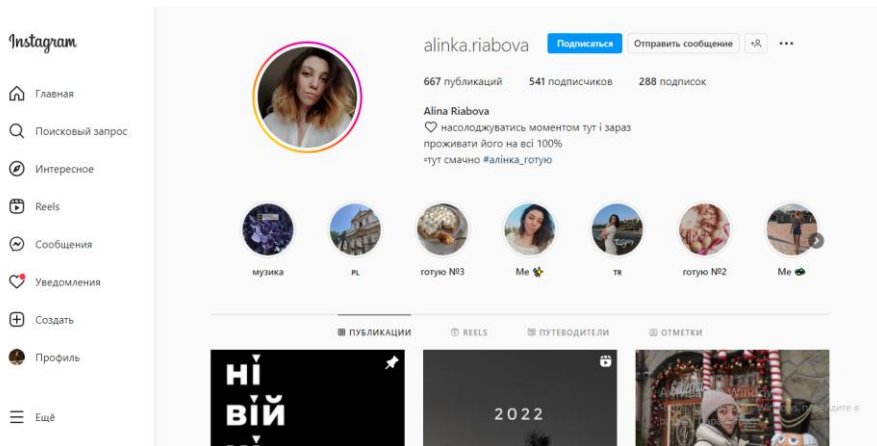 Instagram
Главная
Поисковый запрос
Интересное
Reels
Сообщения
Уведомления
Создать
Профиль
Ещё
alinka.riabova Подписаться Отправить сообщение
667 публикаций 541 подписчиков 288 подписок
Alina Riabova
насолоджуватись моментом тут і зараз
проживати його на всі 100%
тут смачно #алінка_готую
музика PL готую №3 Me TR готую №2 Me
ПУБЛИКАЦИИ REELS ПУТЕВОДИТЕЛИ ОТМЕТКИ
ні
вій
2022